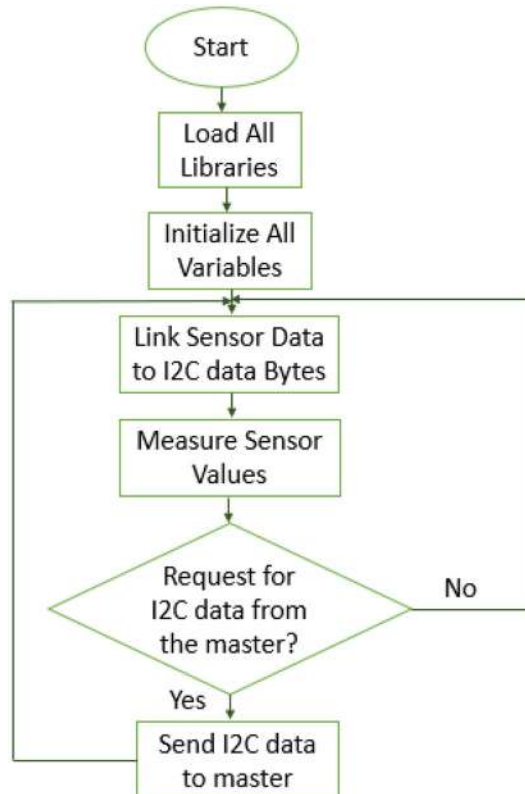 Start
Load All
Libraries
Initialize All
Variables
Link Sensor Data
to I2C data Bytes
Measure Sensor
Values
Request for
I2C data from
the master?
No
Yes
Send I2C data
to master